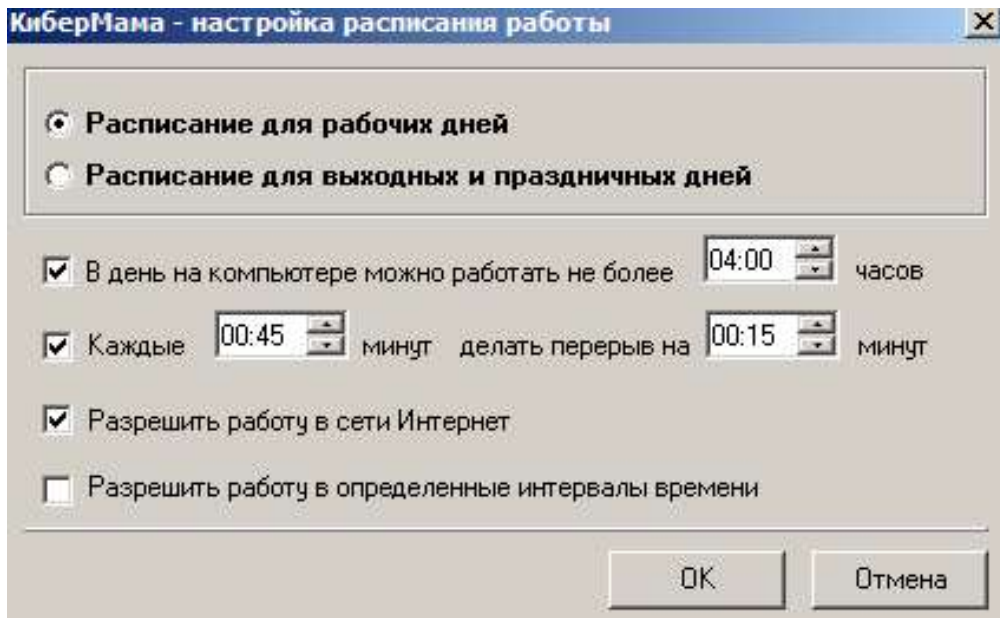 КиберМама - настройка расписания работы
Расписание для рабочих дней
Расписание для выходных и праздничных дней
В день на компьютере можно работать не более 04:00 часов
Каждые 00:45 минут делать перерыв на 00:15 минут
Разрешить работу в сети Интернет
Разрешить работу в определенные интервалы времени
OK Отмена